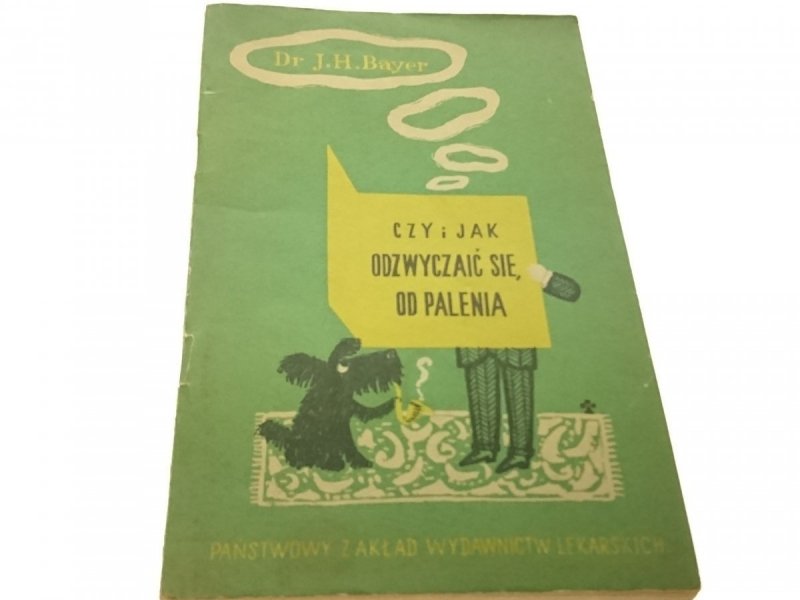 Dr J.H.Bayer
CZY i JAK
ODZWYCZAIĆ SIĘ
OD PALENIA
PAŃSTWOWY ZAKŁAD WYDAWNICTW LEKARSKICH